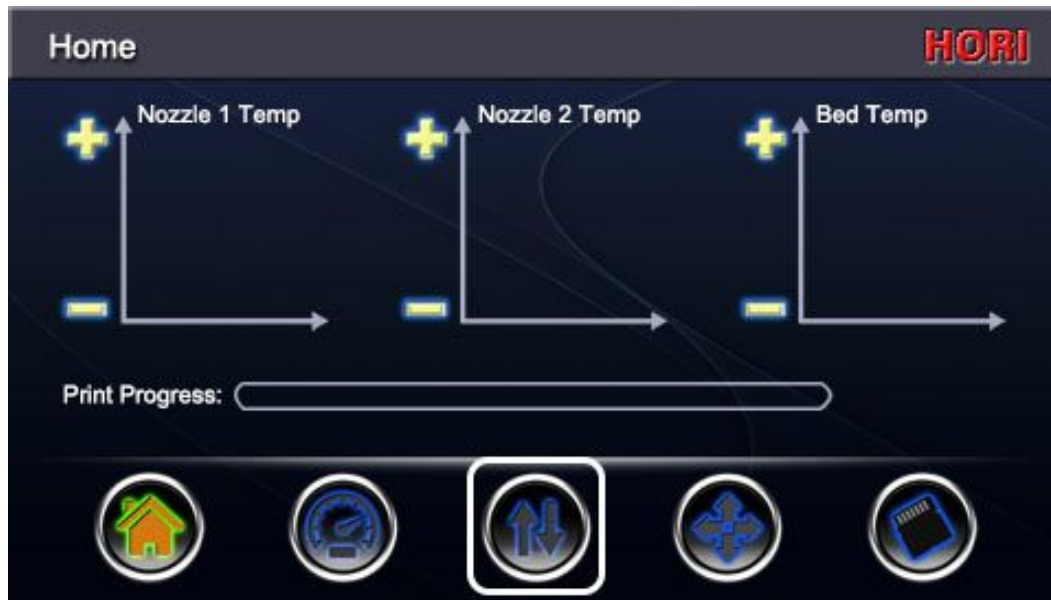 Home
HORI
Nozzle 1 Temp
Nozzle 2 Temp
Bed Temp
Print Progress: